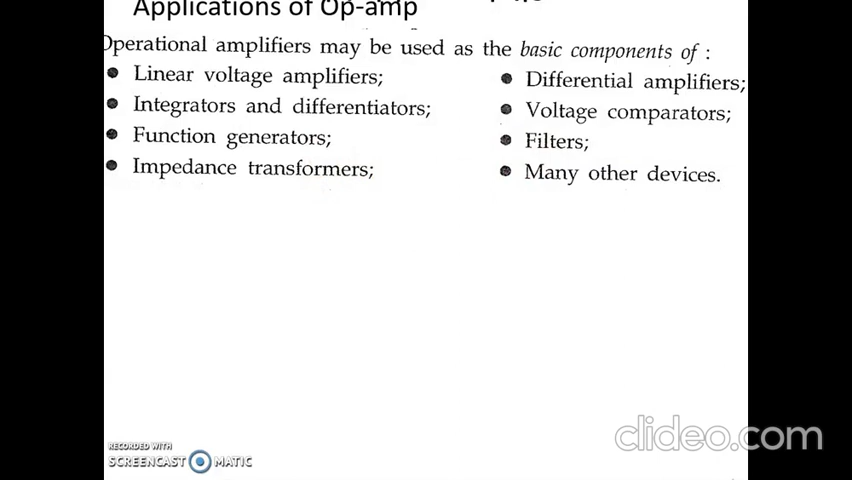 Applications of Op-amp
Operational amplifiers may be used as the basic components of :
• Linear voltage amplifiers;
• Differential amplifiers;
• Integrators and differentiators;
• Voltage comparators;
• Function generators;
• Filters;
• Impedance transformers;
• Many other devices.
RECORDED WITH
SCREENCAST MATIC
clideo.com